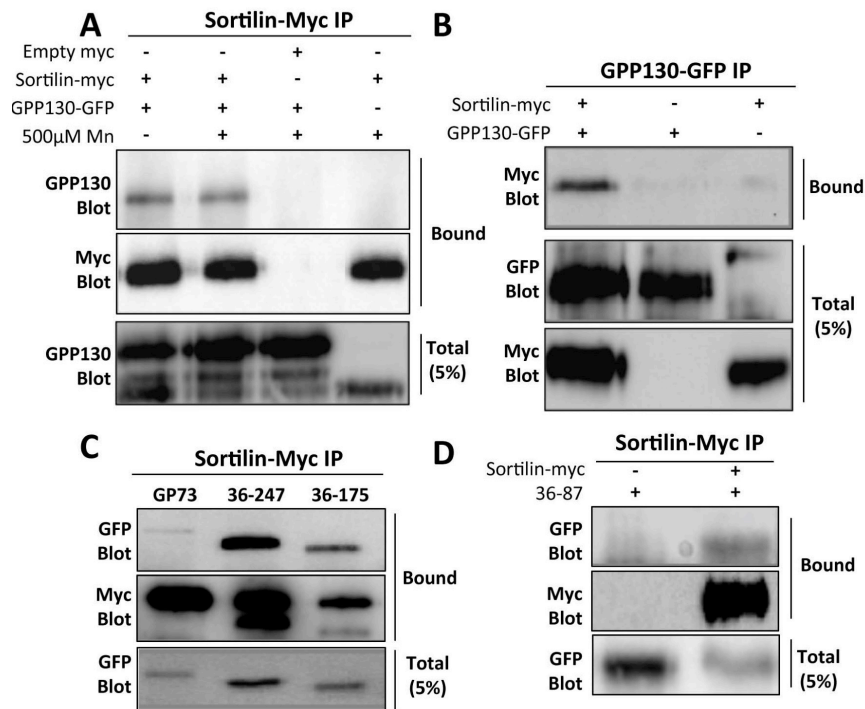 A
Sortilin-Myc IP
Empty myc - - + -
Sortilin-myc + + - +
GPP130-GFP + + + -
500µM Mn - + + +
GPP130
Blot
Myc
Blot
Bound
GPP130
Blot
Total
(5%)
B
GPP130-GFP IP
Sortilin-myc + - +
GPP130-GFP + + -
Myc
Blot
Bound
GFP
Blot
Myc
Blot
Total
(5%)
C
Sortilin-Myc IP
GP73 36-247 36-175
GFP
Blot
Myc
Blot
Bound
GFP
Blot
Total
(5%)
D
Sortilin-Myc IP
Sortilin-myc - +
36-87 + +
GFP
Blot
Myc
Blot
Bound
GFP
Blot
Total
(5%)